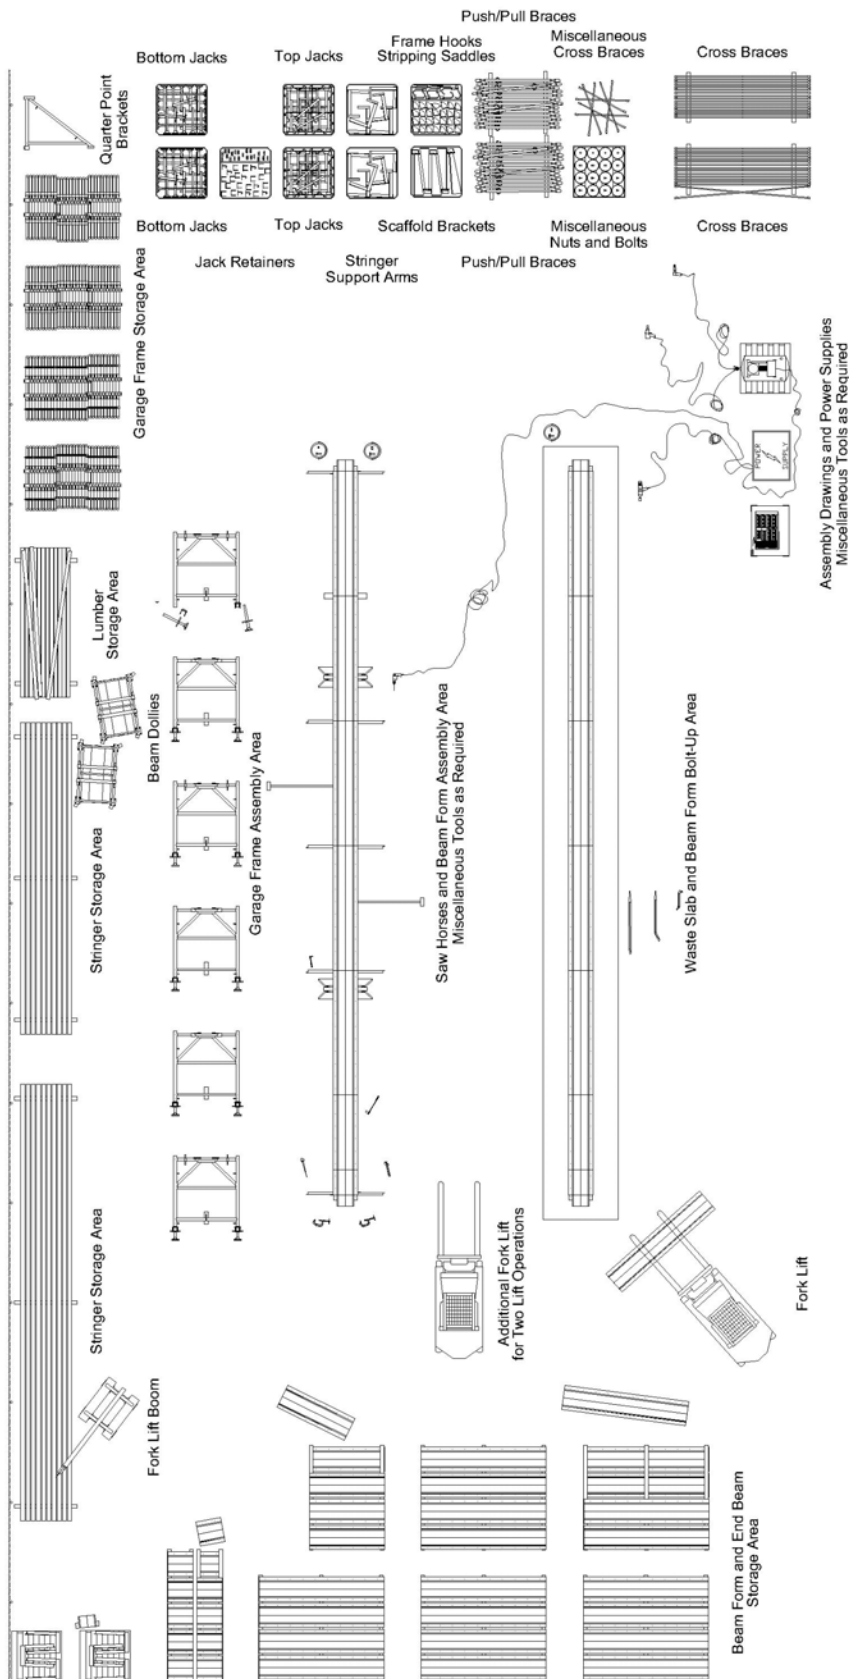 Push/Pull Braces
Bottom Jacks
Top Jacks
Frame Hooks
Stripping Saddles
Miscellaneous
Cross Braces
Cross Braces
Quarter Point
Brackets
Bottom Jacks
Top Jacks
Scaffold Brackets
Miscellaneous
Nuts and Bolts
Cross Braces
Jack Retainers
Stringer
Support Arms
Push/Pull Braces
Garage Frame Storage Area
Assembly Drawings and Power Supplies
Miscellaneous Tools as Required
POWER
SUPPLY
Lumber
Storage Area
Beam Dollies
Garage Frame Assembly Area
Saw Horses and Beam Form Assembly Area
Miscellaneous Tools as Required
Waste Slab and Beam Form Bolt-Up Area
Stringer Storage Area
Stringer Storage Area
Additional Fork Lift
for Two Lift Operations
Fork Lift
Fork Lift Boom
Beam Form and End Beam
Storage Area